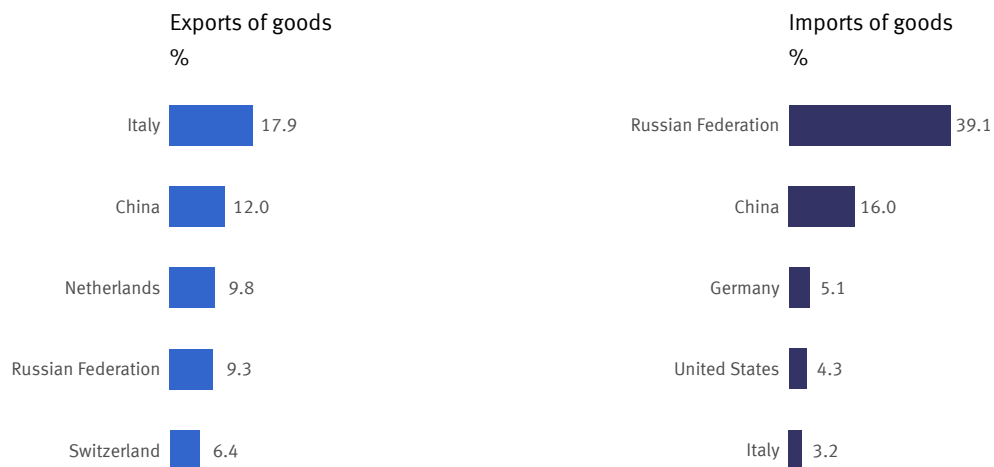 Exports of goods
%
Italy 17.9
China 12.0
Netherlands 9.8
Russian Federation 9.3
Switzerland 6.4
Imports of goods
%
Russian Federation 39.1
China 16.0
Germany 5.1
United States 4.3
Italy 3.2